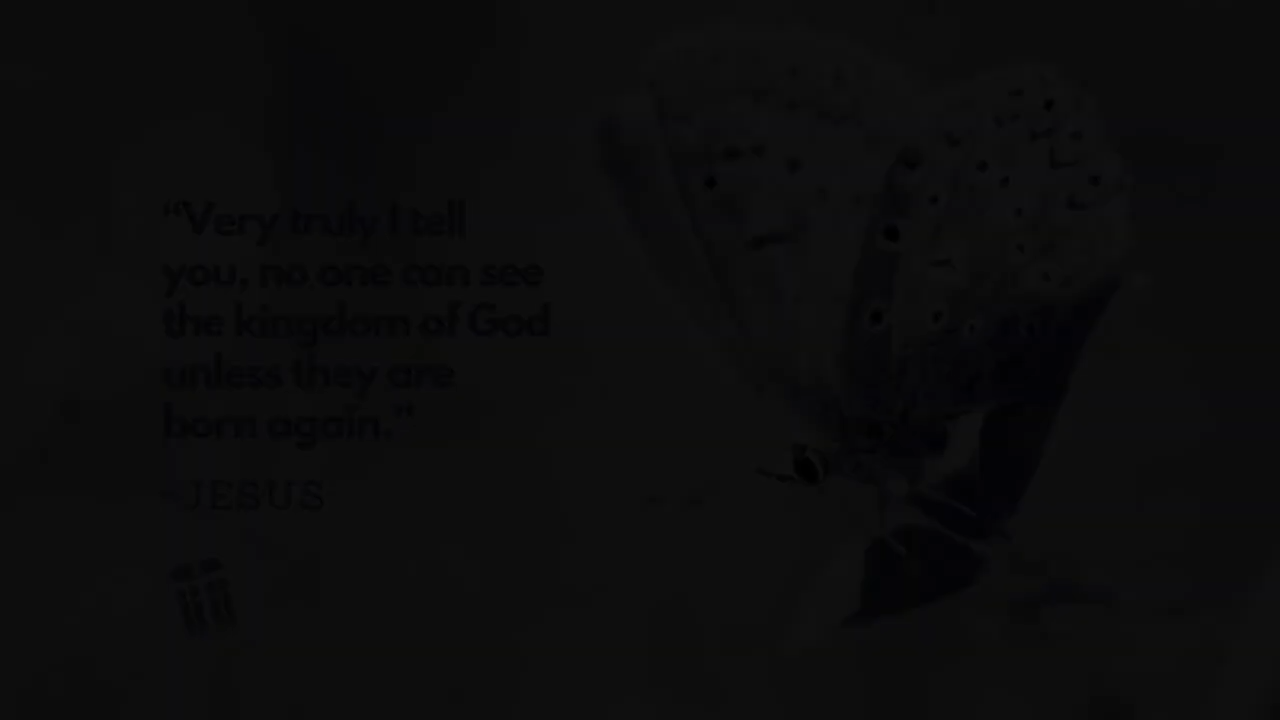 “Very truly I tell
you, no one can see
the kingdom of God
unless they are
born again.”
-JESUS